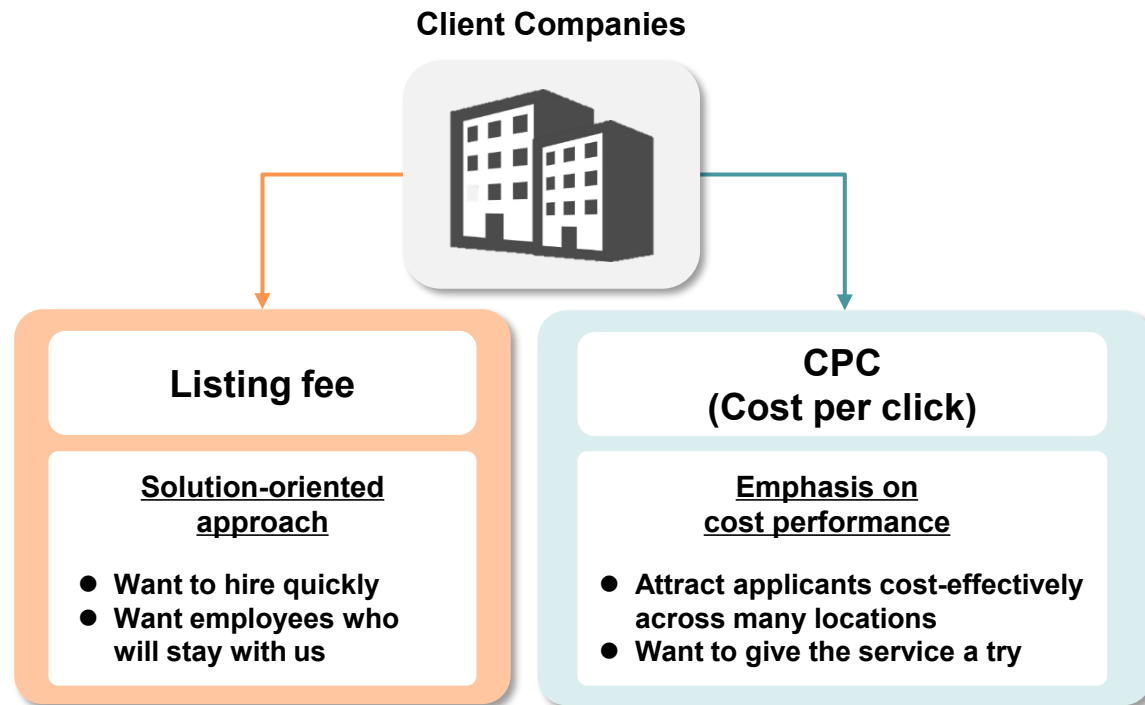 Client Companies
Listing fee
Solution-oriented
approach
● Want to hire quickly
● Want employees who
will stay with us
CPC
(Cost per click)
Emphasis on
cost performance
● Attract applicants cost-effectively
across many locations
● Want to give the service a try